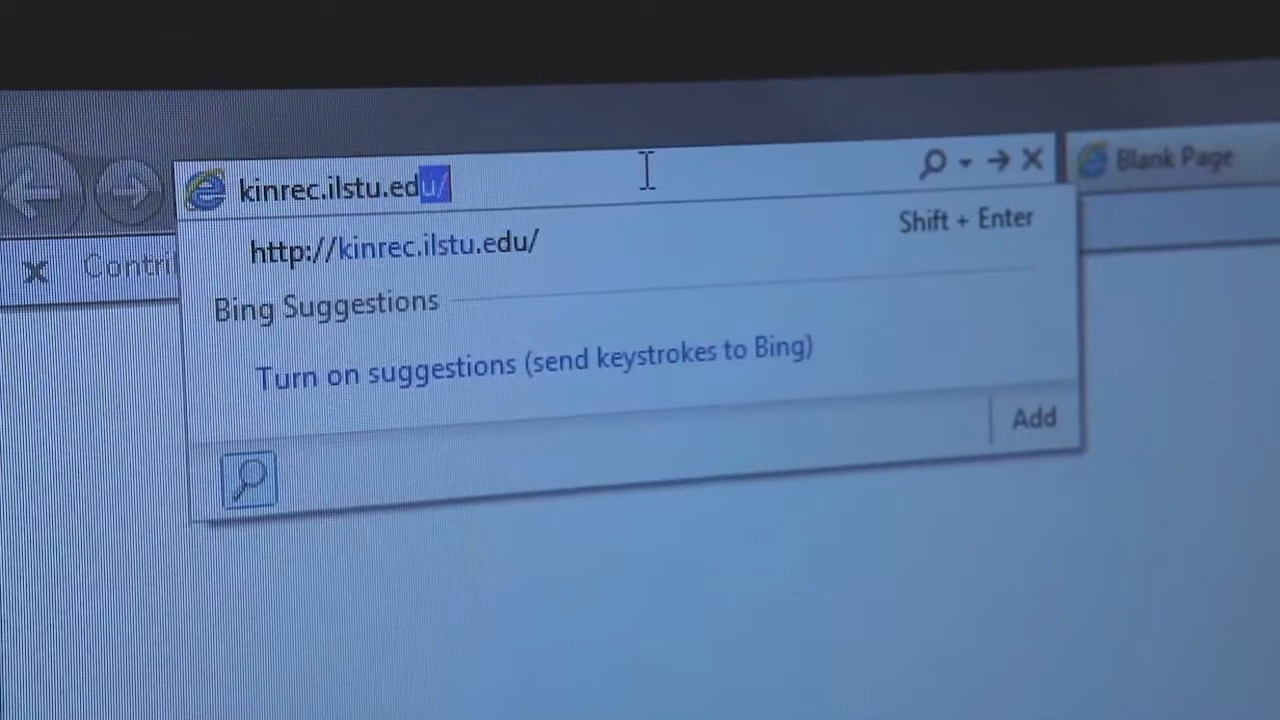 kinrec.ilstu.edu/
Blank Page
http://kinrec.ilstu.edu/
Shift + Enter
Contri
Bing Suggestions
Turn on suggestions (send keystrokes to Bing)
Add